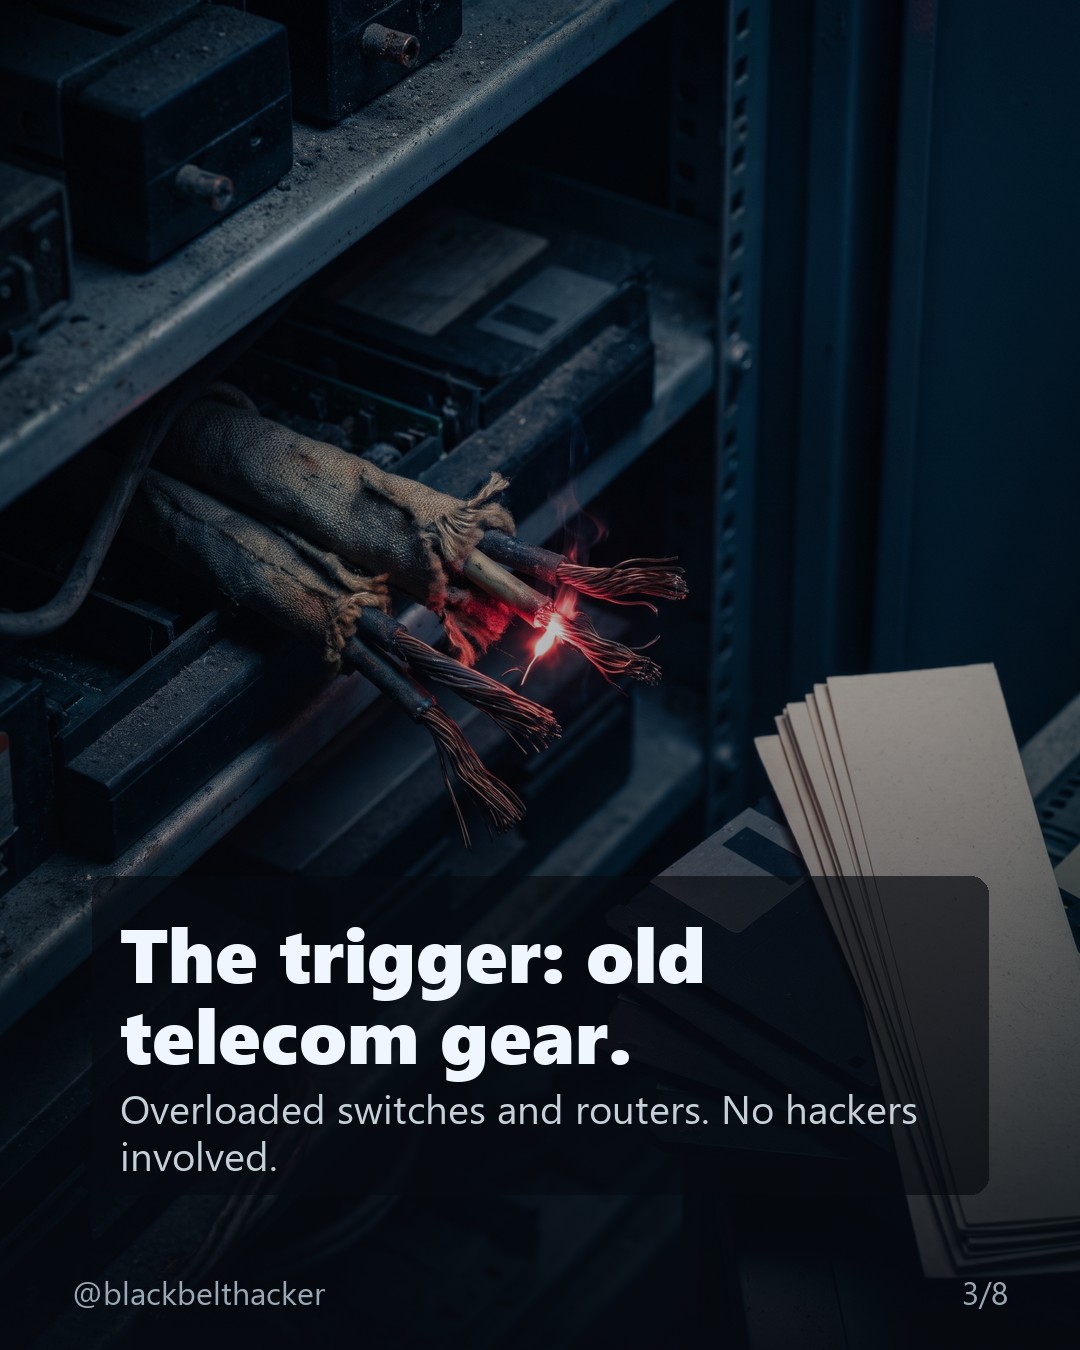 The trigger: old
telecom gear.
Overloaded switches and routers. No hackers
involved.
@blackbelthacker
3/8